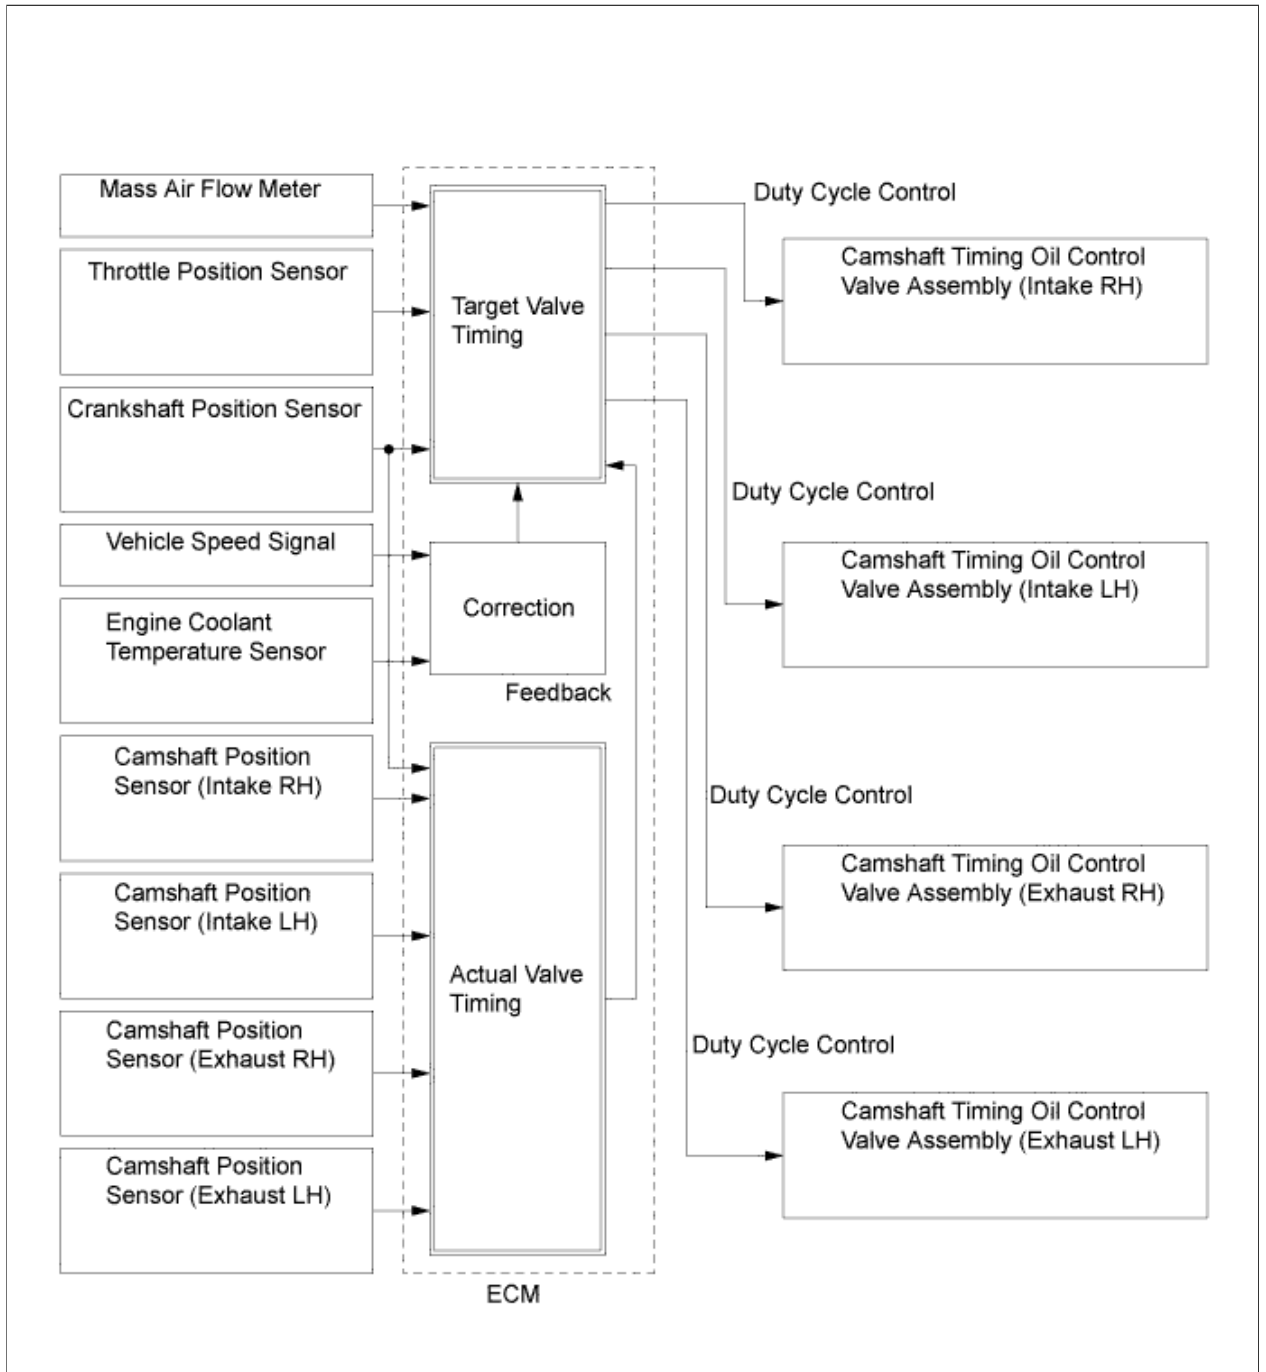 Mass Air Flow Meter
Throttle Position Sensor
Crankshaft Position Sensor
Vehicle Speed Signal
Engine Coolant
Temperature Sensor
Camshaft Position
Sensor (Intake RH)
Camshaft Position
Sensor (Intake LH)
Camshaft Position
Sensor (Exhaust RH)
Camshaft Position
Sensor (Exhaust LH)
Target Valve
Timing
Correction
Feedback
Actual Valve
Timing
ECM
Duty Cycle Control
Camshaft Timing Oil Control
Valve Assembly (Intake RH)
Duty Cycle Control
Camshaft Timing Oil Control
Valve Assembly (Intake LH)
Duty Cycle Control
Camshaft Timing Oil Control
Valve Assembly (Exhaust RH)
Duty Cycle Control
Camshaft Timing Oil Control
Valve Assembly (Exhaust LH)